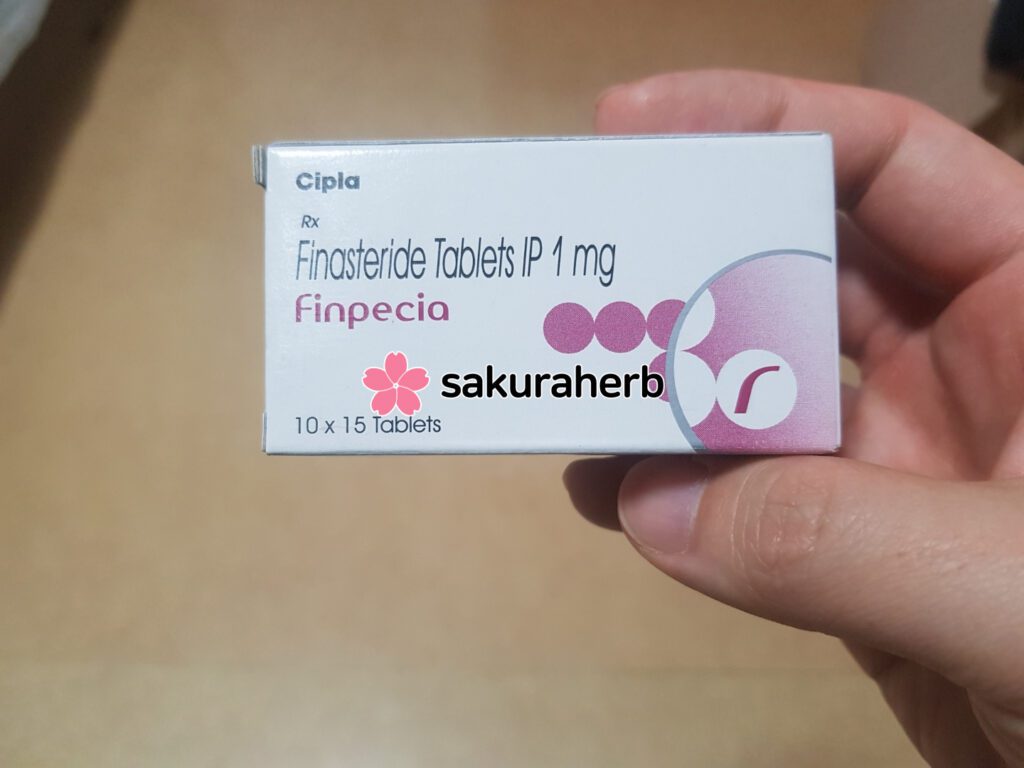 Cipla
Rx
Finasteride Tablets IP 1 mg
Finpecia
sakuraherb
10 x 15 Tablets